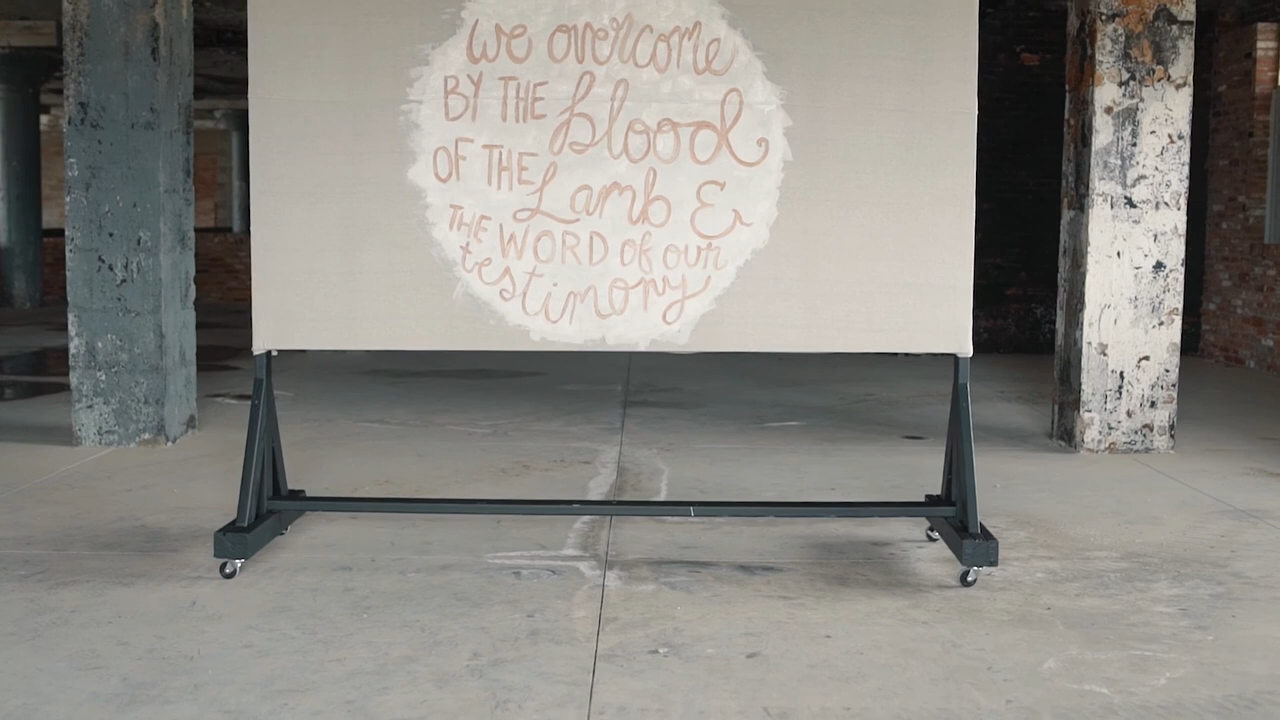 we overcome
BY THE blood
OF THE Lamb &
THE WORD of our
testimony